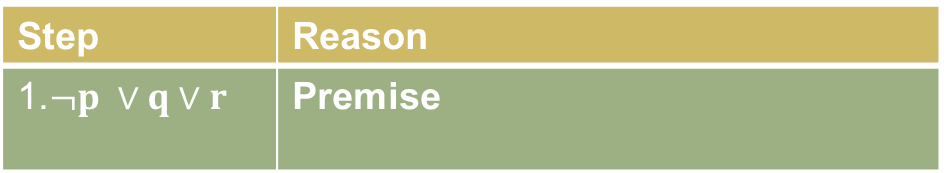 Step Reason
1.¬p ∨ q ∨ r Premise